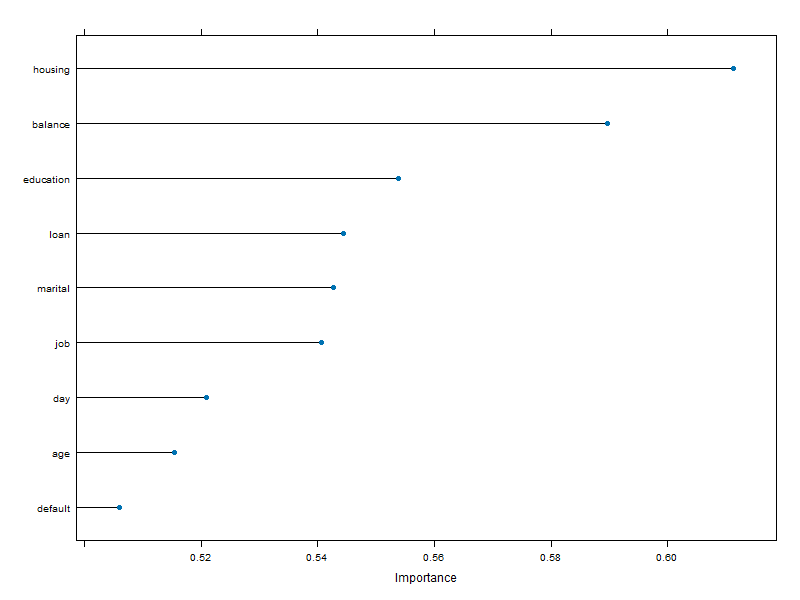 housing
balance
education
loan
marital
job
day
age
default
0.52 0.54 0.56 0.58 0.60
Importance